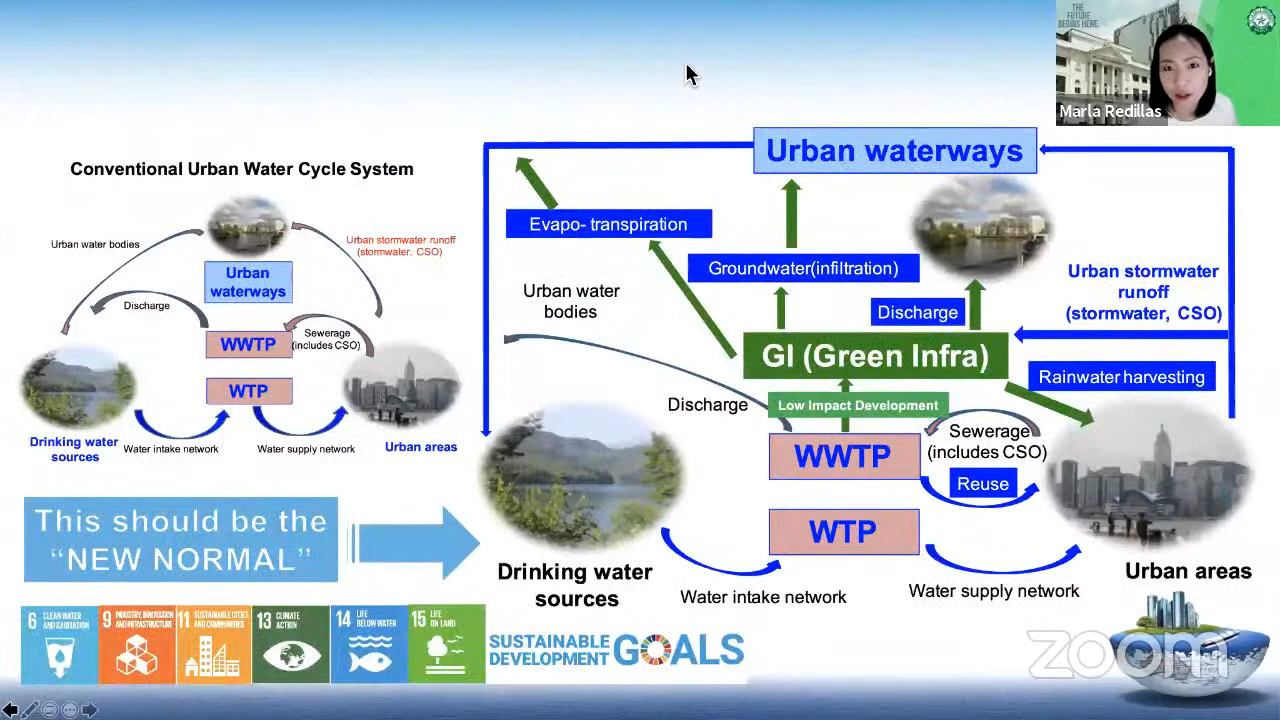 THE
FUTURE
BEGINS HERE.
Marla Redillas
Conventional Urban Water Cycle System
Urban water bodies
Urban stormwater runoff
(stormwater, CSO)
Urban
waterways
Discharge
Sewerage
(includes CSO)
WWTP
WTP
Drinking water
sources
Water intake network
Water supply network
Urban areas
This should be the
“NEW NORMAL”
Urban waterways
Evapo- transpiration
Groundwater(infiltration)
Urban water
bodies
Discharge
Urban stormwater
runoff
(stormwater, CSO)
GI (Green Infra)
Rainwater harvesting
Discharge
Low Impact Development
Sewerage
(includes CSO)
WWTP
Reuse
WTP
Drinking water
sources
Water intake network
Water supply network
Urban areas
6 CLEAN WATER
AND SANITATION
9 INDUSTRY, INNOVATION
AND INFRASTRUCTURE
11 SUSTAINABLE CITIES
AND COMMUNITIES
13 CLIMATE
ACTION
14 LIFE
BELOW WATER
15 LIFE
ON LAND
SUSTAINABLE
DEVELOPMENT
GOALS
zoom